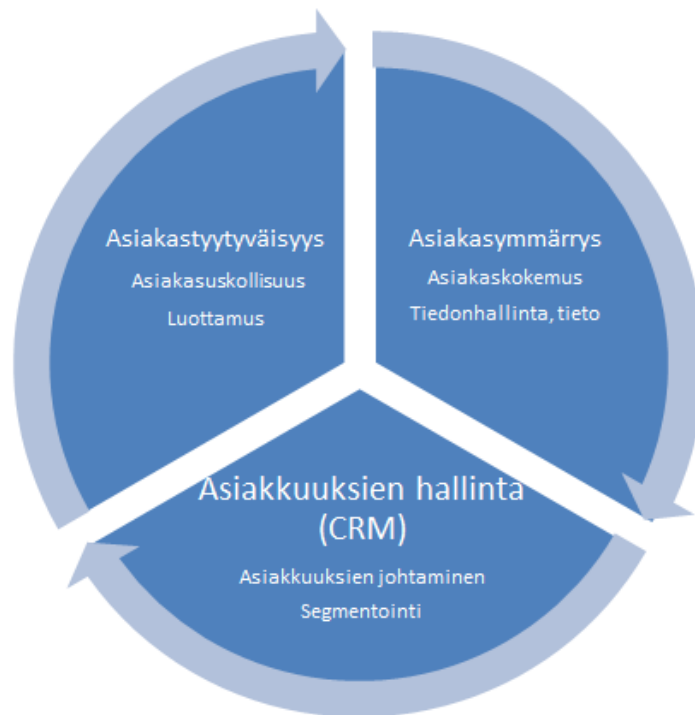 Asiakastyytyväisyys
Asiakasuskollisuus
Luottamus
Asiakasymmärrys
Asiakaskokemus
Tiedonhallinta, tieto
Asiakkuuksien hallinta
(CRM)
Asiakkuuksien johtaminen
Segmentointi